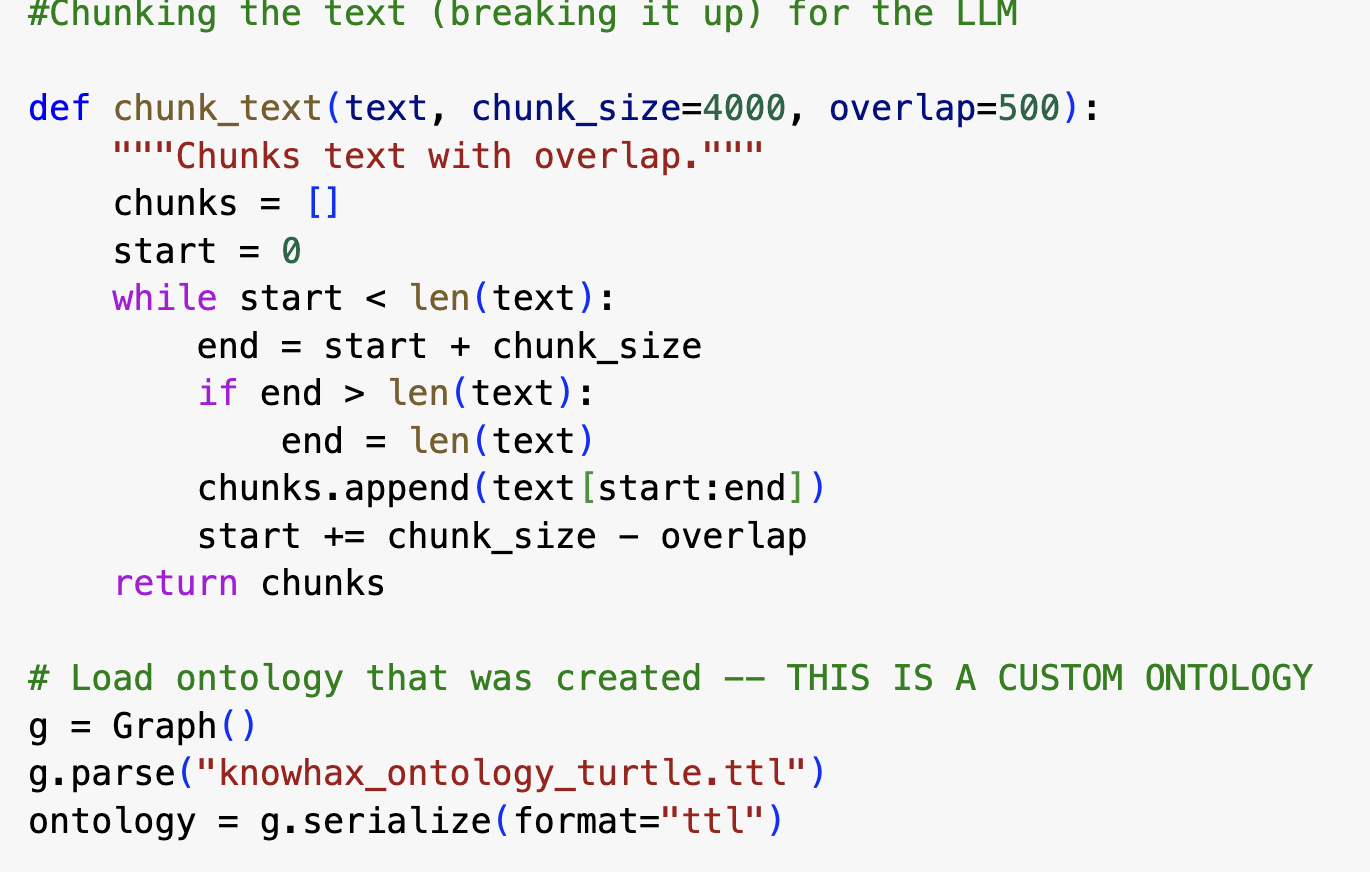 #Chunking the text (breaking it up) for the LLM
def chunk_text(text, chunk_size=4000, overlap=500):
    """Chunks text with overlap."""
    chunks = []
    start = 0
    while start < len(text):
        end = start + chunk_size
        if end > len(text):
            end = len(text)
        chunks.append(text[start:end])
        start += chunk_size - overlap
    return chunks
# Load ontology that was created -- THIS IS A CUSTOM ONTOLOGY
g = Graph()
g.parse("knowhax_ontology_turtle.ttl")
ontology = g.serialize(format="ttl")